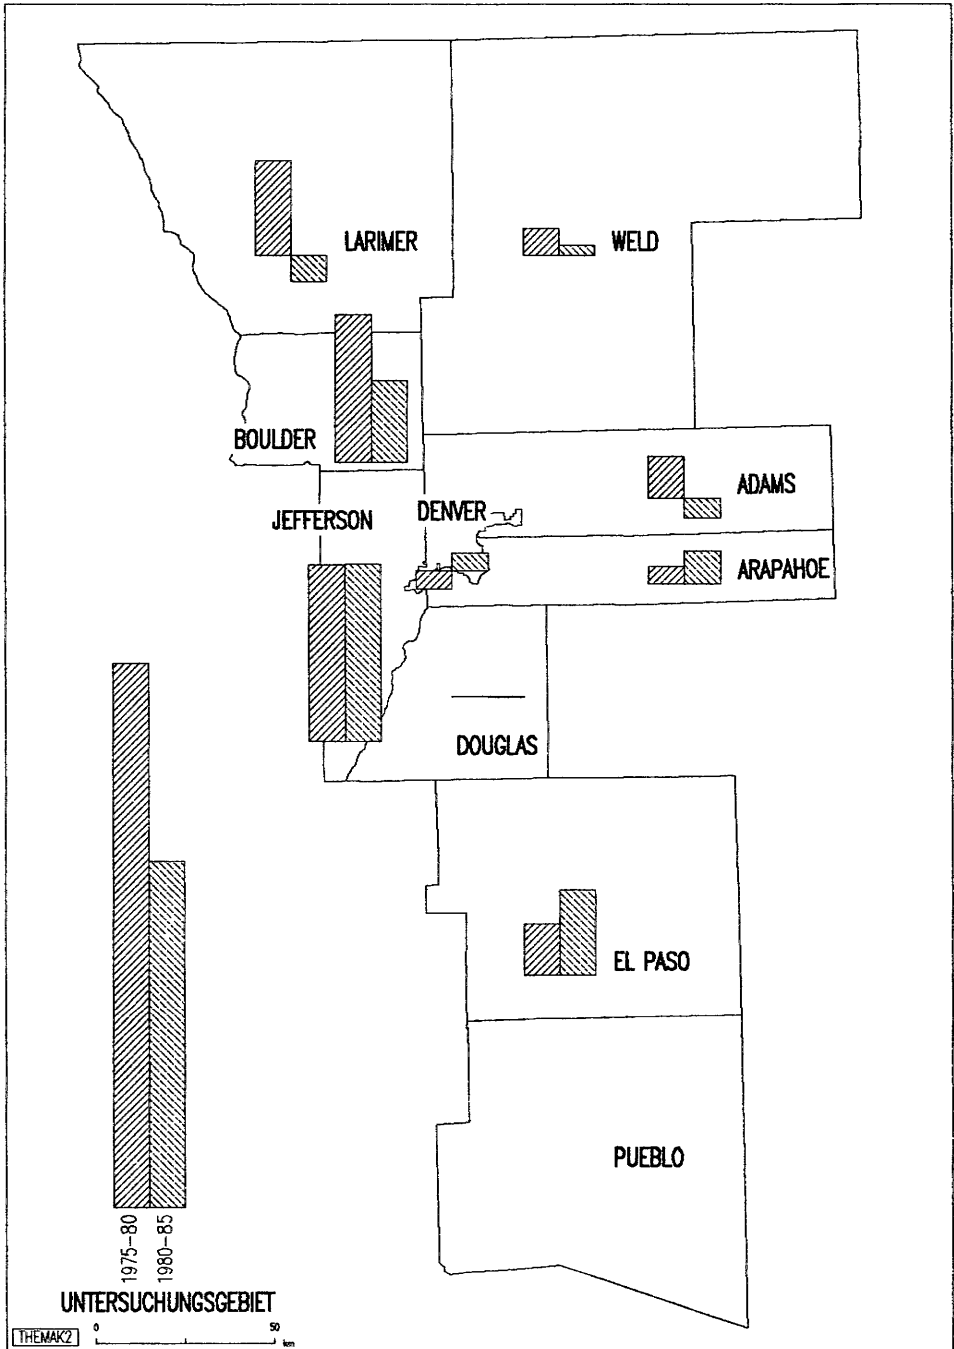 LARIMER
WELD
BOULDER
ADAMS
DENVER
JEFFERSON
ARAPAHOE
DOUGLAS
EL PASO
PUEBLO
1975-80
1980-85
UNTERSUCHUNGSGEBIET
THEMAK2
0 50
km